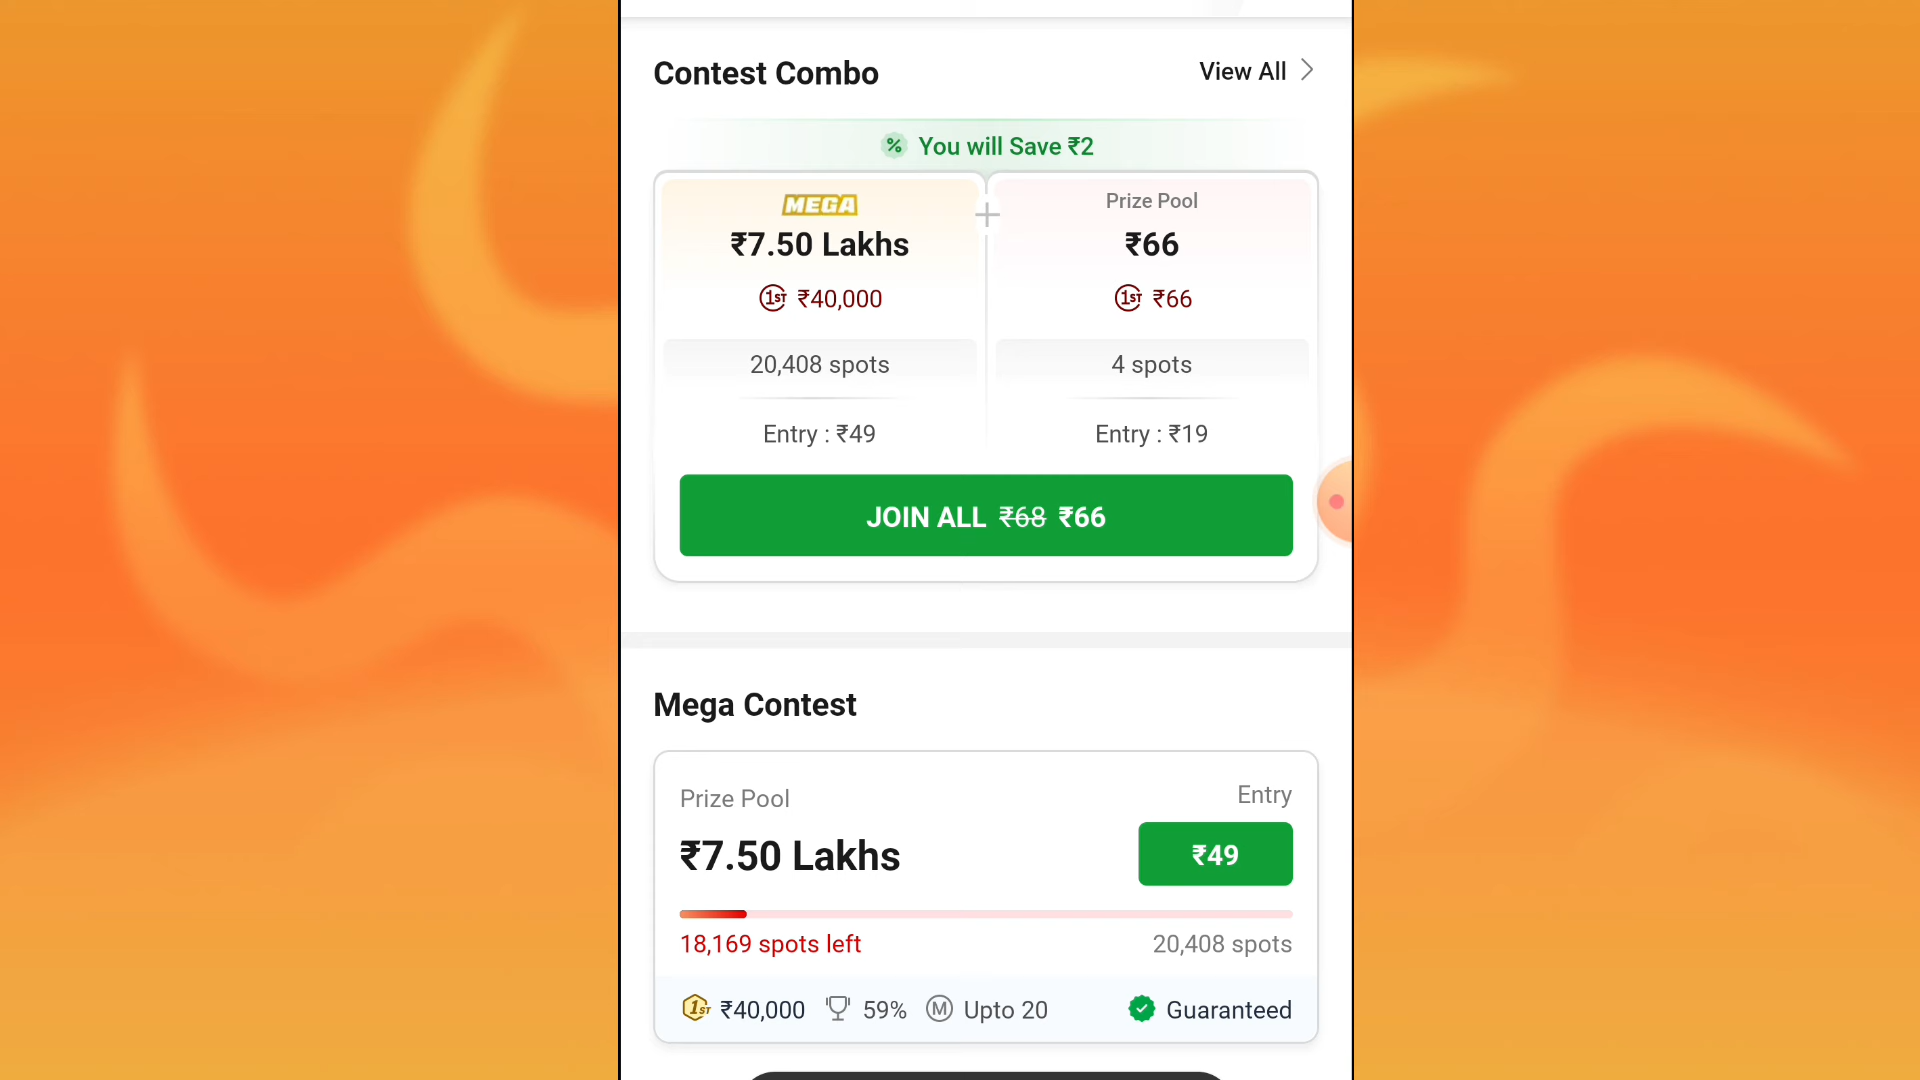 Contest Combo
View All
% You will Save ₹2
MEGA
₹7.50 Lakhs
1ST ₹40,000
20,408 spots
Entry : ₹49
+
Prize Pool
₹66
1ST ₹66
4 spots
Entry : ₹19
JOIN ALL ₹68 ₹66
Mega Contest
Prize Pool
Entry
₹7.50 Lakhs
₹49
18,169 spots left
20,408 spots
1ST ₹40,000 59% M Upto 20 Guaranteed